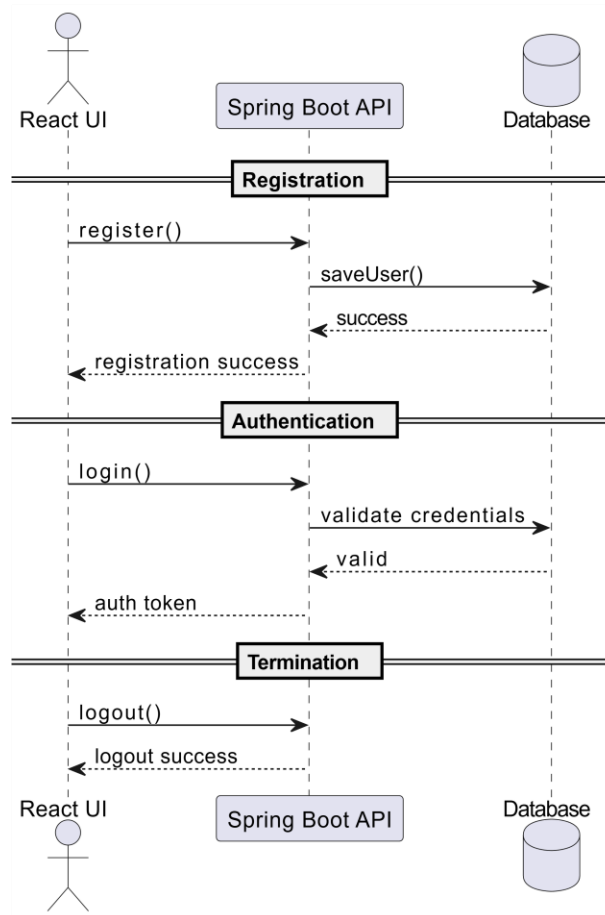 React UI
Spring Boot API
Database
Registration
register()
saveUser()
success
registration success
Authentication
login()
validate credentials
valid
auth token
Termination
logout()
logout success
React UI
Spring Boot API
Database